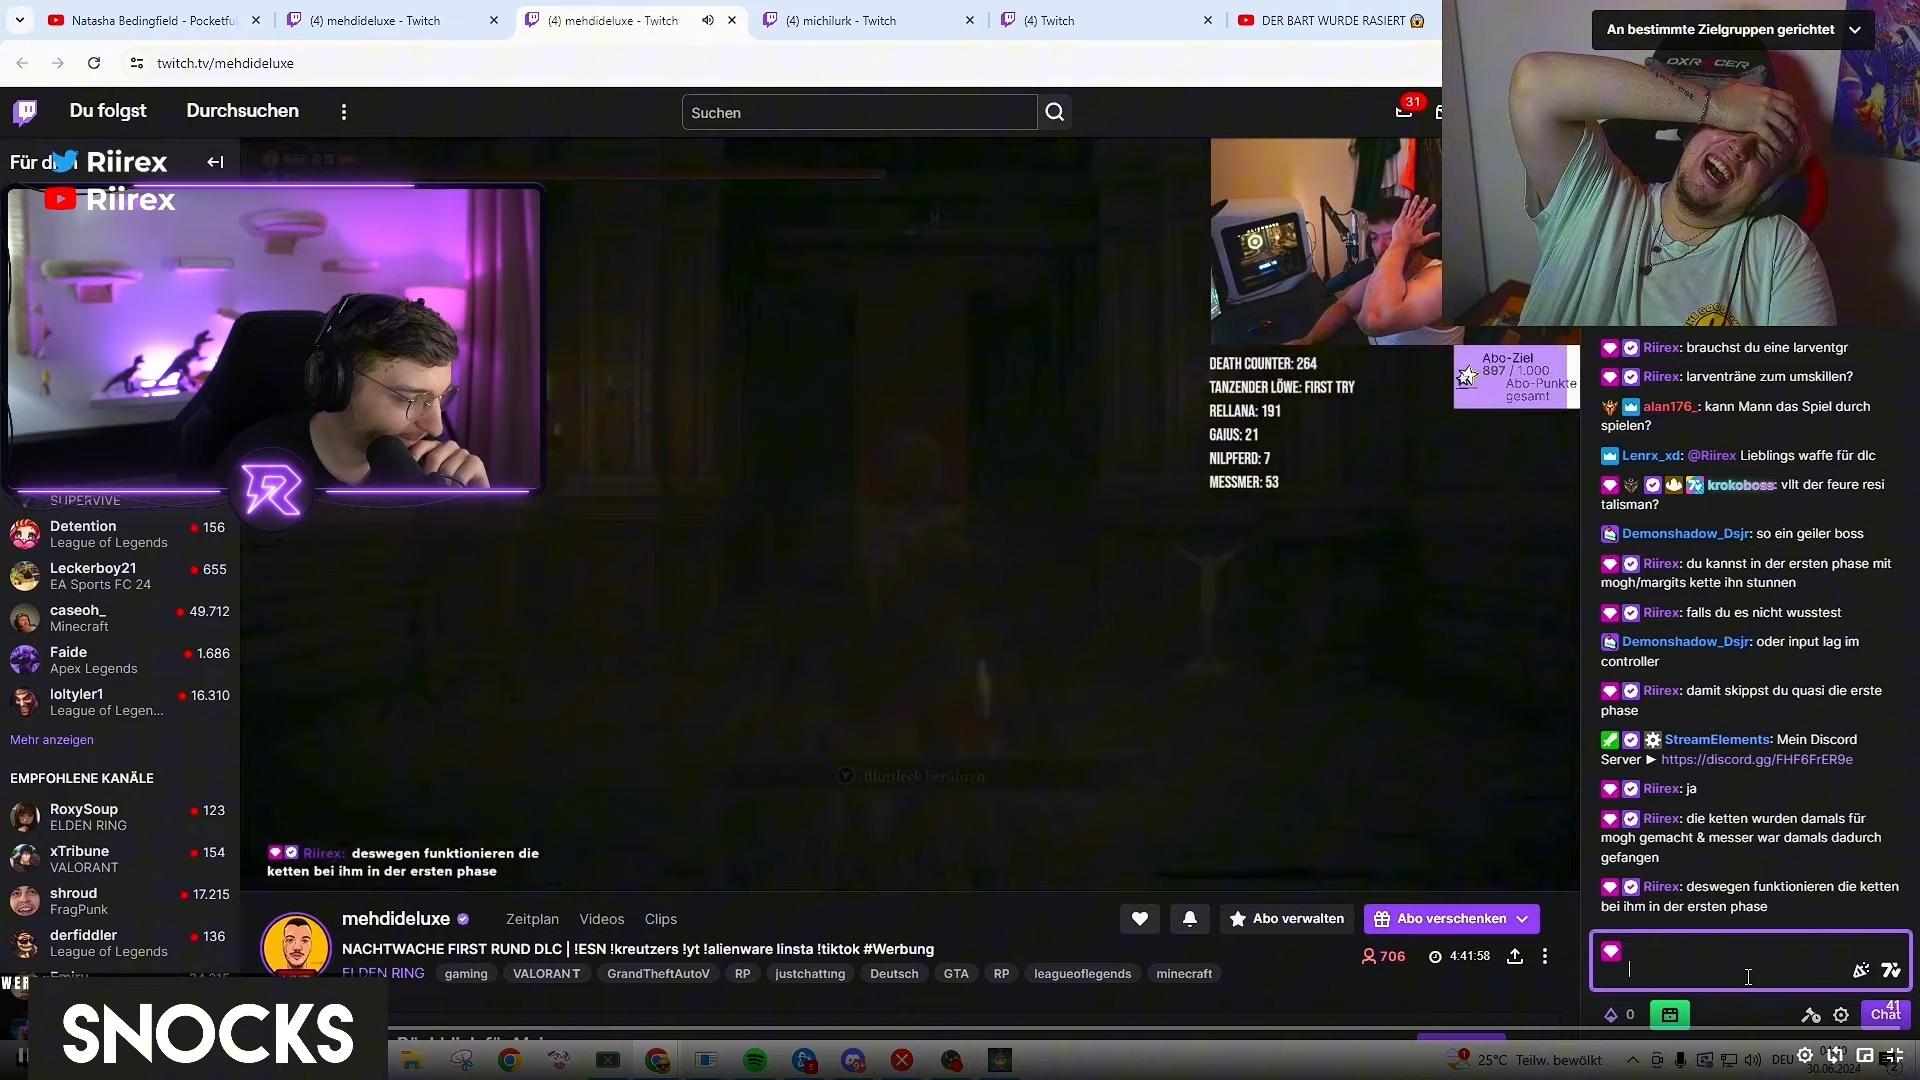 Natasha Bedingfield - Pocketfu
(4) mehdideluxe - Twitch
(4) mehdideluxe - Twitch
(4) michilurk - Twitch
(4) Twitch
DER BART WURDE RASIERT
An bestimmte Zielgruppen gerichtet
twitch.tv/mehdideluxe
Du folgst
Durchsuchen
Suchen
31
DXRACER
Für d
Riirex
Riirex
SUPERVIVE
Detention
156
League of Legends
Leckerboy21
655
EA Sports FC 24
caseoh_
49.712
Minecraft
Faide
1.686
Apex Legends
loltyler1
16.310
League of Legen...
Mehr anzeigen
EMPFOHLENE KANÄLE
RoxySoup
123
ELDEN RING
xTribune
154
VALORANT
shroud
17.215
FragPunk
derfiddler
136
League of Legends
DEATH COUNTER: 264
TANZENDER LÖWE: FIRST TRY
RELLANA: 191
GAIUS: 21
NILPFERD: 7
MESSMER: 53
Abo-Ziel
897 / 1.000
Abo-Punkte
gesamt
Y :Blutfleck berühren
Riirex: deswegen funktionieren die
ketten bei ihm in der ersten phase
Riirex: brauchst du eine larventgr
Riirex: larventräne zum umskillen?
alan176_: kann Mann das Spiel durch
spielen?
Lenrx_xd: @Riirex Lieblings waffe für dlc
krokoboss: vllt der feure resi
talisman?
Demonshadow_Dsjr: so ein geiler boss
Riirex: du kannst in der ersten phase mit
mogh/margits kette ihn stunnen
Riirex: falls du es nicht wusstest
Demonshadow_Dsjr: oder input lag im
controller
Riirex: damit skippst du quasi die erste
phase
StreamElements: Mein Discord
Server ► https://discord.gg/FHF6FrER9e
Riirex: ja
Riirex: die ketten wurden damals für
mogh gemacht & messer war damals dadurch
gefangen
Riirex: deswegen funktionieren die ketten
bei ihm in der ersten phase
0
41
Chat
mehdideluxe
Zeitplan
Videos
Clips
Abo verwalten
Abo verschenken
NACHTWACHE FIRST RUND DLC | !ESN !kreutzers !yt !alienware !insta !tiktok #Werbung
706
4:41:58
ELDEN RING
gaming
VALORANT
GrandTheftAutoV
RP
justchatting
Deutsch
GTA
RP
leagueoflegends
minecraft
WER
SNOCKS
25°C Teilw. bewölkt
DEU
30.06.2024